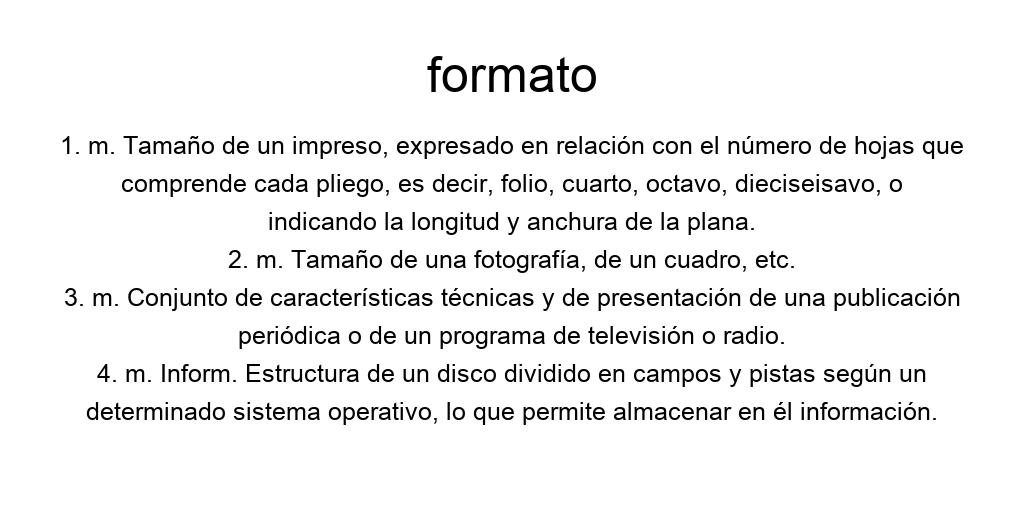 formato
1. m. Tamaño de un impreso, expresado en relación con el número de hojas que
comprende cada pliego, es decir, folio, cuarto, octavo, dieciseisavo, o
indicando la longitud y anchura de la plana.
2. m. Tamaño de una fotografía, de un cuadro, etc.
3. m. Conjunto de características técnicas y de presentación de una publicación
periódica o de un programa de televisión o radio.
4. m. Inform. Estructura de un disco dividido en campos y pistas según un
determinado sistema operativo, lo que permite almacenar en él información.